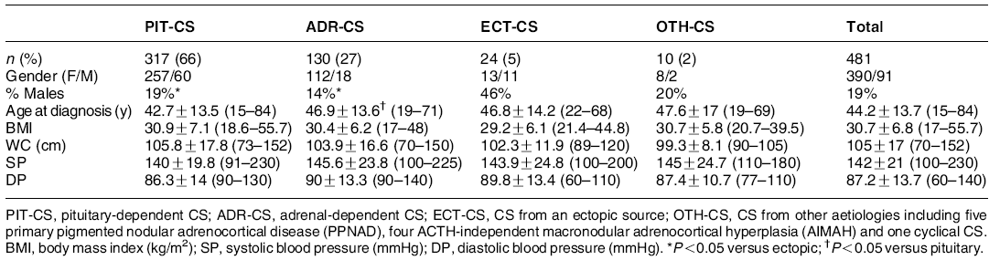 PIT-CS ADR-CS ECT-CS OTH-CS Total
n (%) 317 (66) 130 (27) 24 (5) 10 (2) 481
Gender (F/M) 257/60 112/18 13/11 8/2 390/91
% Males 19%* 14%* 46% 20% 19%
Age at diagnosis (y) 42.7±13.5 (15–84) 46.9±13.6† (19–71) 46.8±14.2 (22–68) 47.6±17 (19–69) 44.2±13.7 (15–84)
BMI 30.9±7.1 (18.6–55.7) 30.4±6.2 (17–48) 29.2±6.1 (21.4–44.8) 30.7±5.8 (20.7–39.5) 30.7±6.8 (17–55.7)
WC (cm) 105.8±17.8 (73–152) 103.9±16.6 (70–150) 102.3±11.9 (89–120) 99.3±8.1 (90–105) 105±17 (70–152)
SP 140±19.8 (91–230) 145.6±23.8 (100–225) 143.9±24.8 (100–200) 145±24.7 (110–180) 142±21 (100–230)
DP 86.3±14 (90–130) 90±13.3 (90–140) 89.8±13.4 (60–110) 87.4±10.7 (77–110) 87.2±13.7 (60–140)
PIT-CS, pituitary-dependent CS; ADR-CS, adrenal-dependent CS; ECT-CS, CS from an ectopic source; OTH-CS, CS from other aetiologies including five
primary pigmented nodular adrenocortical disease (PPNAD), four ACTH-independent macronodular adrenocortical hyperplasia (AIMAH) and one cyclical CS.
BMI, body mass index (kg/m2); SP, systolic blood pressure (mmHg); DP, diastolic blood pressure (mmHg). *P<0.05 versus ectopic; †P<0.05 versus pituitary.